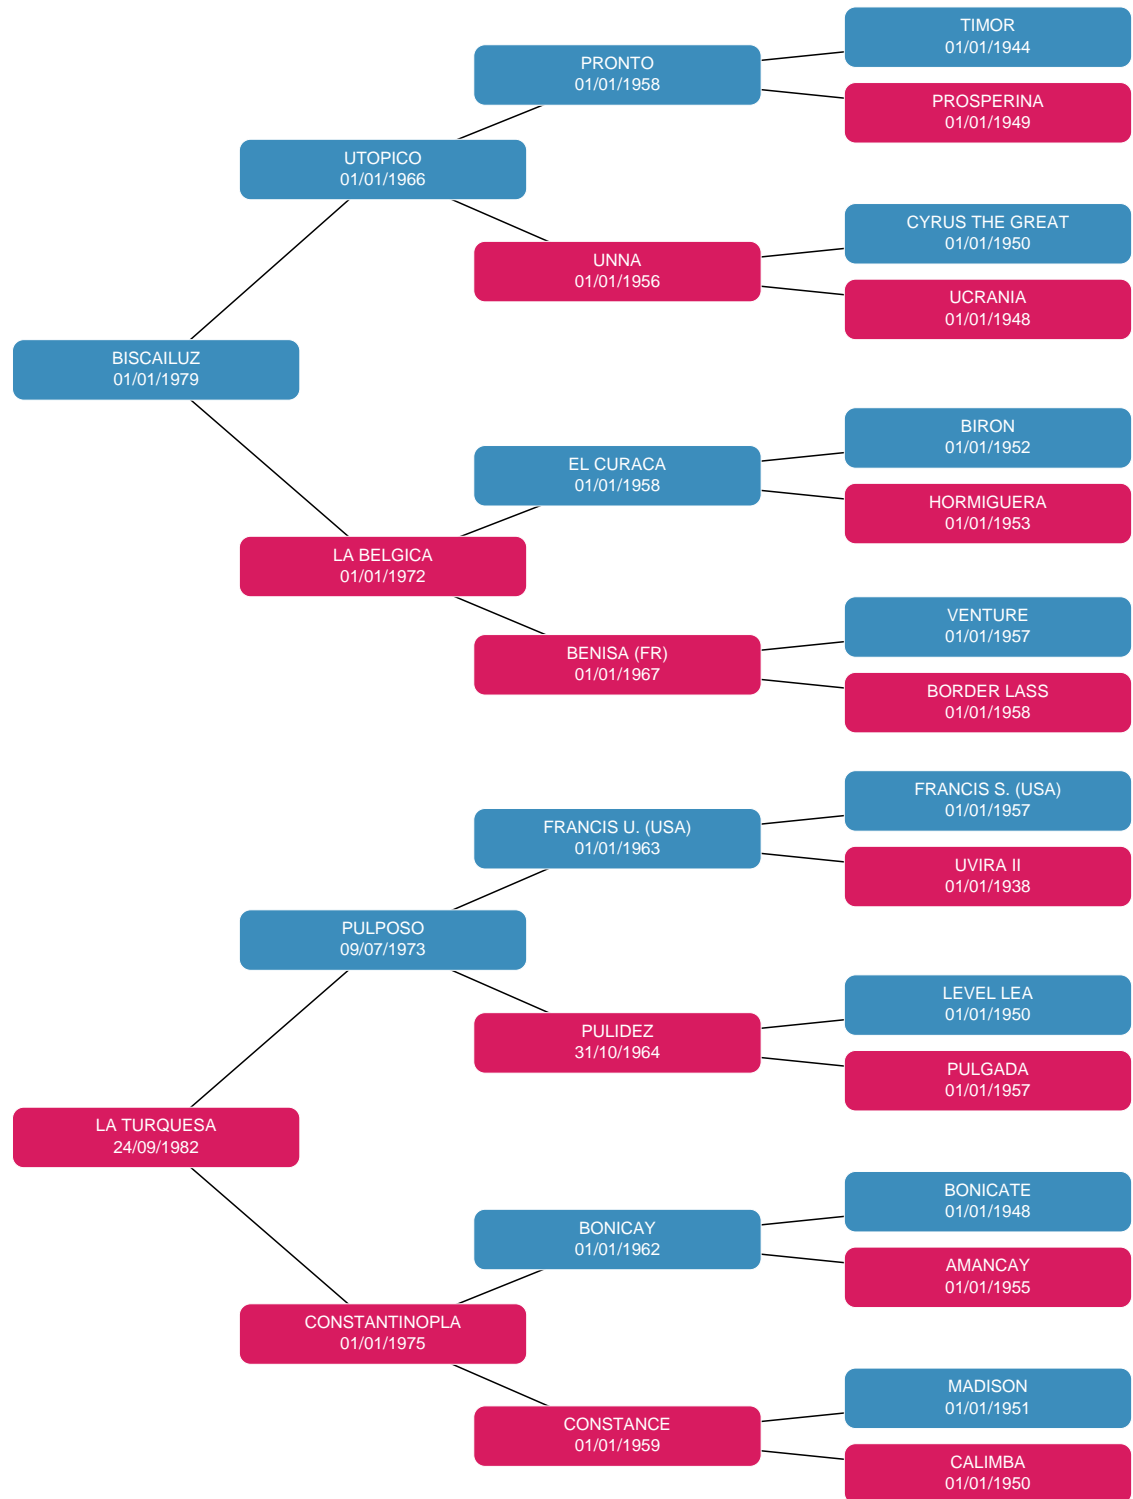 TIMOR
01/01/1944
PRONTO
01/01/1958
PROSPERINA
01/01/1949
UTOPICO
01/01/1966
CYRUS THE GREAT
01/01/1950
UNNA
01/01/1956
UCRANIA
01/01/1948
BISCAILUZ
01/01/1979
BIRON
01/01/1952
EL CURACA
01/01/1958
HORMIGUERA
01/01/1953
LA BELGICA
01/01/1972
VENTURE
01/01/1957
BENISA (FR)
01/01/1967
BORDER LASS
01/01/1958
FRANCIS S. (USA)
01/01/1957
FRANCIS U. (USA)
01/01/1963
UVIRA II
01/01/1938
PULPOSO
09/07/1973
LEVEL LEA
01/01/1950
PULIDEZ
31/10/1964
PULGADA
01/01/1957
LA TURQUESA
24/09/1982
BONICATE
01/01/1948
BONICAY
01/01/1962
AMANCAY
01/01/1955
CONSTANTINOPLA
01/01/1975
MADISON
01/01/1951
CONSTANCE
01/01/1959
CALIMBA
01/01/1950